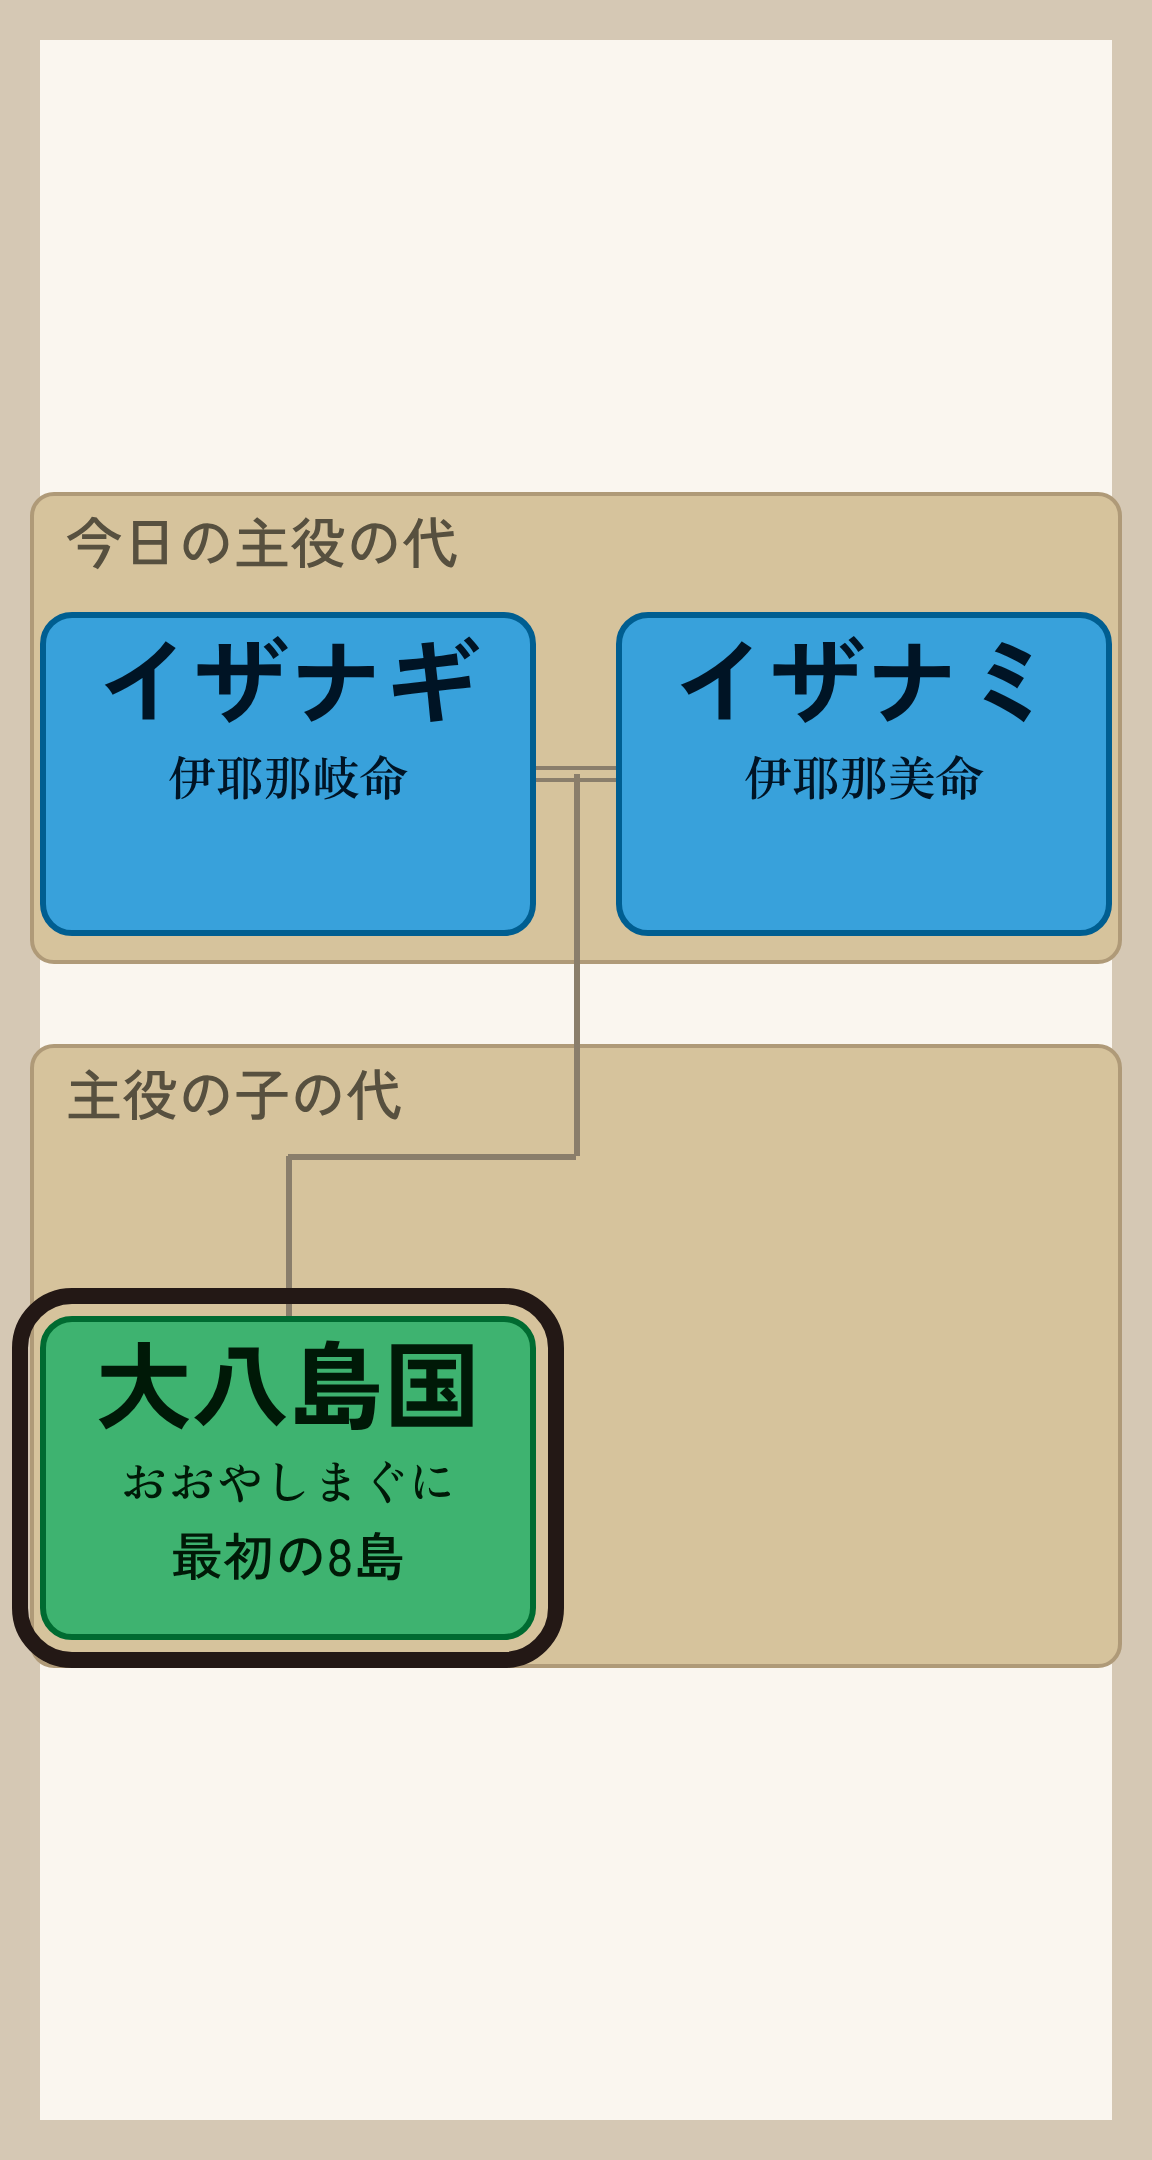 今日の主役の代
イザナギ
伊耶那岐命
イザナミ
伊耶那美命
主役の子の代
大八島国
おおやしまぐに
最初の8島